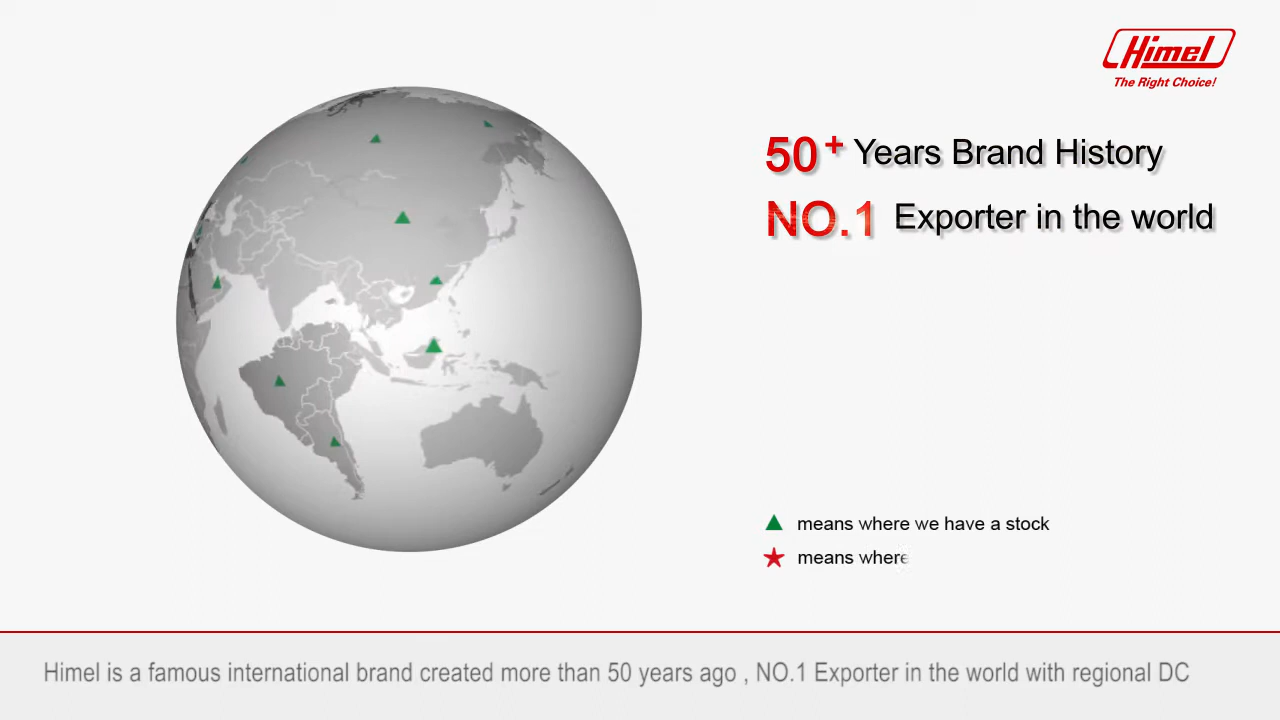 Himel
The Right Choice!
50+ Years Brand History
NO.1 Exporter in the world
means where we have a stock
means where
Himel is a famous international brand created more than 50 years ago , NO.1 Exporter in the world with regional DC